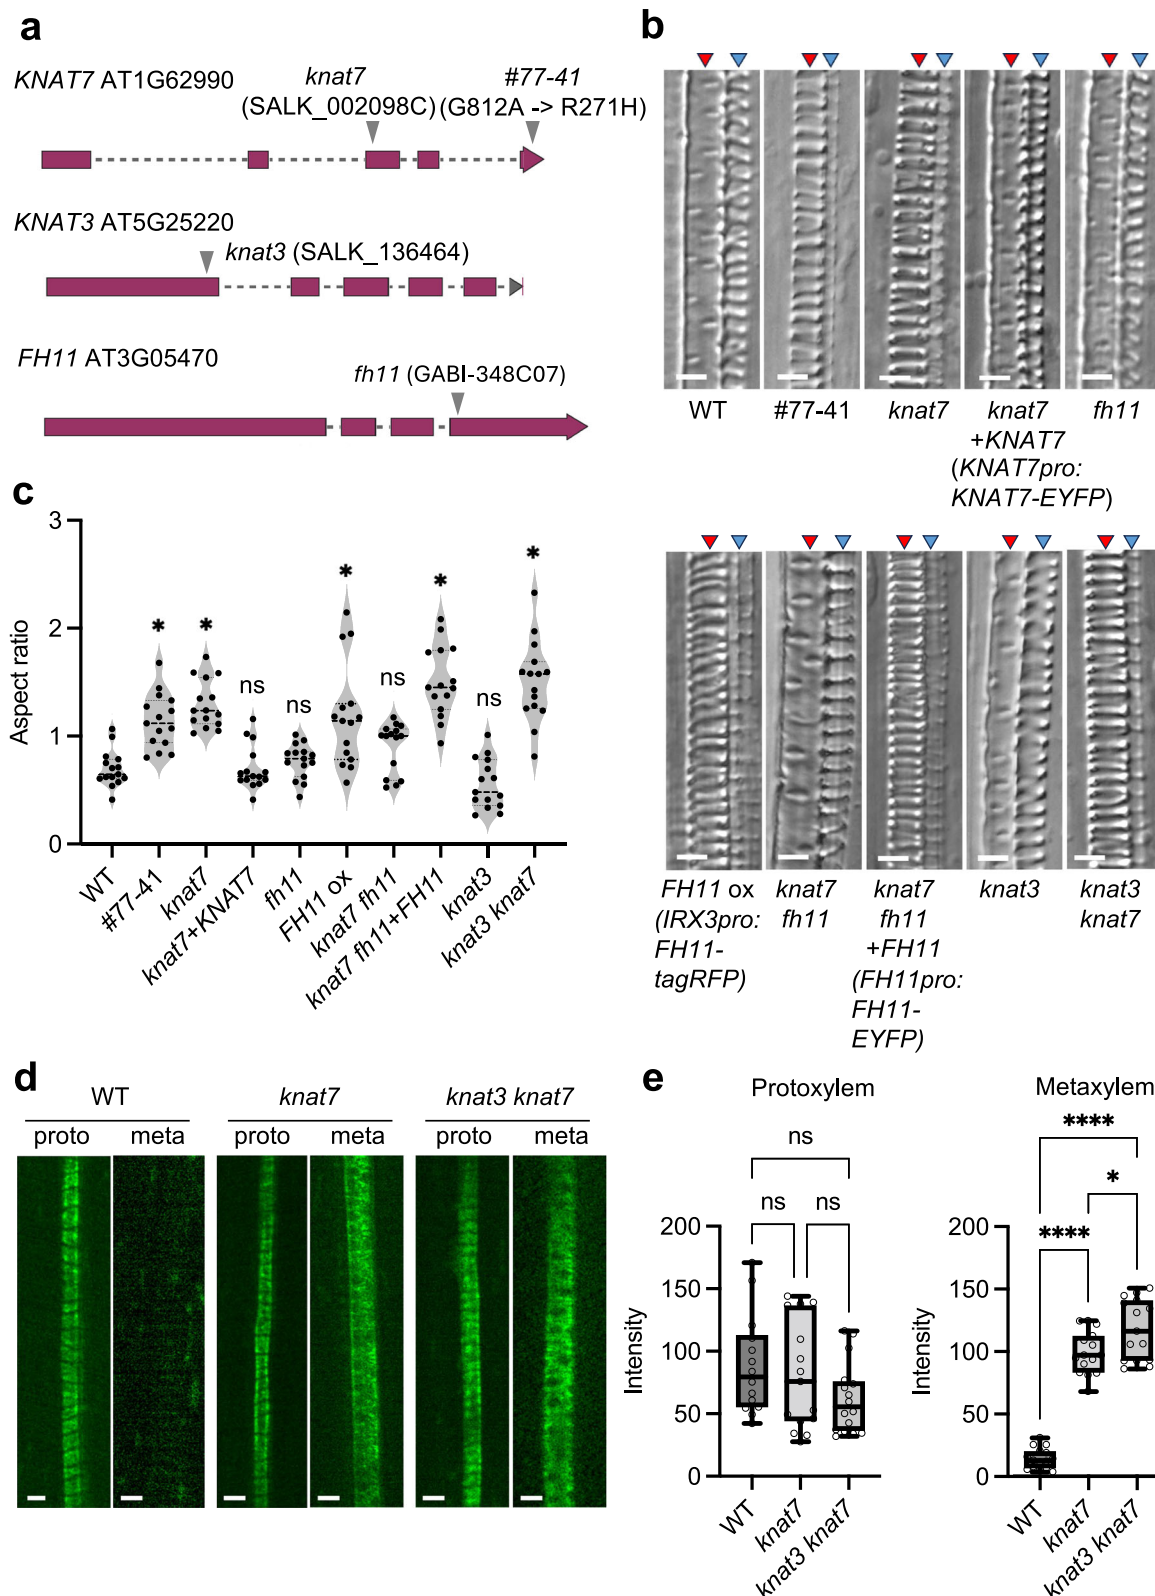 a
KNAT7 AT1G62990
knat7
(SALK_002098C)
#77-41
(G812A -> R271H)
KNAT3 AT5G25220
knat3 (SALK_136464)
FH11 AT3G05470
fh11 (GABI-348C07)
b
WT
#77-41
knat7
knat7
+KNAT7
(KNAT7pro:
KNAT7-EYFP)
fh11
FH11 ox
(IRX3pro:
FH11-
tagRFP)
knat7
fh11
knat7
fh11
+FH11
(FH11pro:
FH11-
EYFP)
knat3
knat3
knat7
c
Aspect ratio
3
2
1
0
*
*
ns
ns
*
ns
*
ns
*
WT
#77-41
knat7
knat7+KNAT7
fh11
FH11 ox
knat7 fh11
knat7 fh11+FH11
knat3
knat3 knat7
d
WT
knat7
knat3 knat7
proto
meta
proto
meta
proto
meta
e
Protoxylem
ns
ns
ns
Intensity
200
150
100
50
0
WT
knat7
knat3 knat7
Metaxylem
****
*
****
Intensity
200
150
100
50
0
WT
knat7
knat3 knat7